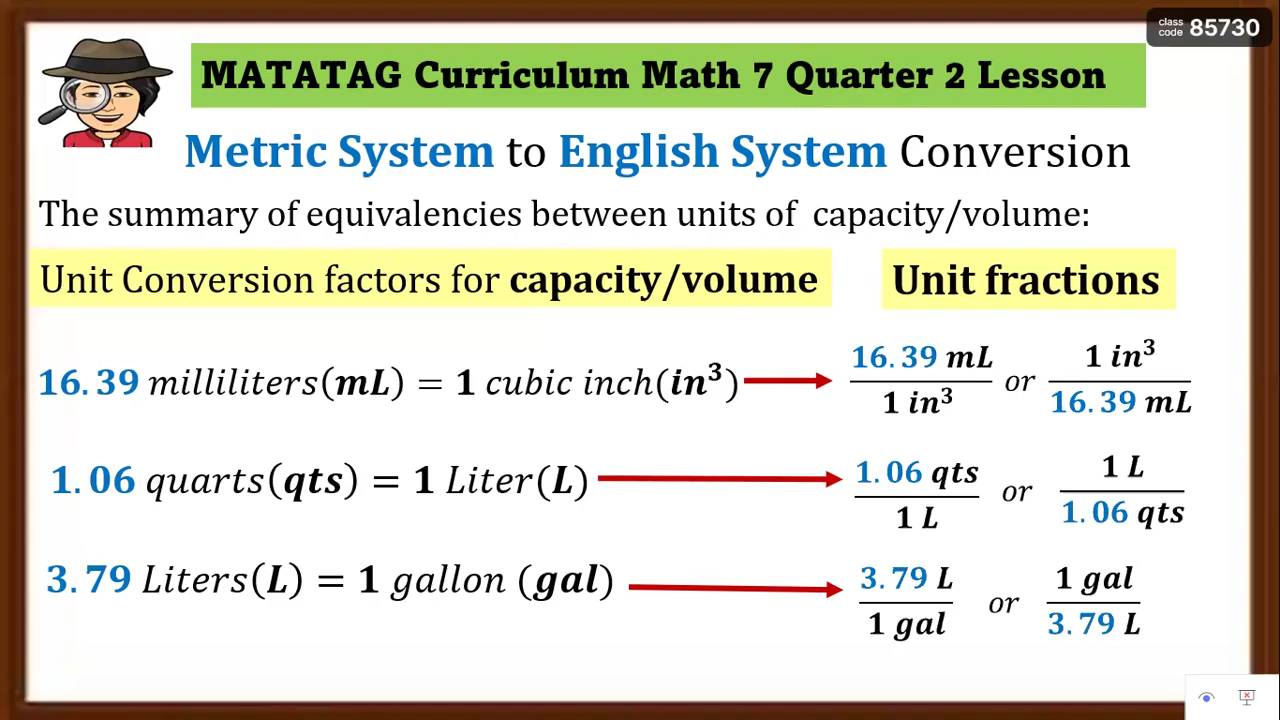 class code 85730
MATATAG Curriculum Math 7 Quarter 2 Lesson
Metric System to English System Conversion
The summary of equivalencies between units of capacity/volume:
Unit Conversion factors for capacity/volume Unit fractions
16.39 milliliters(mL) = 1 cubic inch(in³) 16.39 mL / 1 in³ or 1 in³ / 16.39 mL
1.06 quarts(qts) = 1 Liter(L) 1.06 qts / 1 L or 1 L / 1.06 qts
3.79 Liters(L) = 1 gallon (gal) 3.79 L / 1 gal or 1 gal / 3.79 L